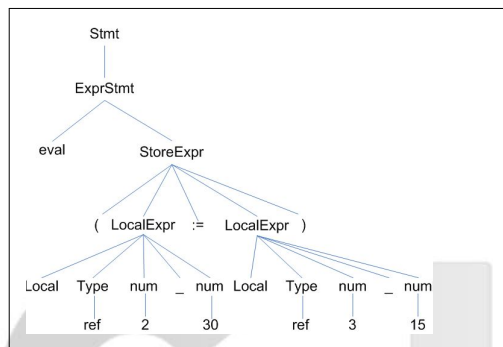 Stmt
ExprStmt
eval StoreExpr
( LocalExpr := LocalExpr )
Local Type num _ num Local Type num _ num
ref 2 30 ref 3 15